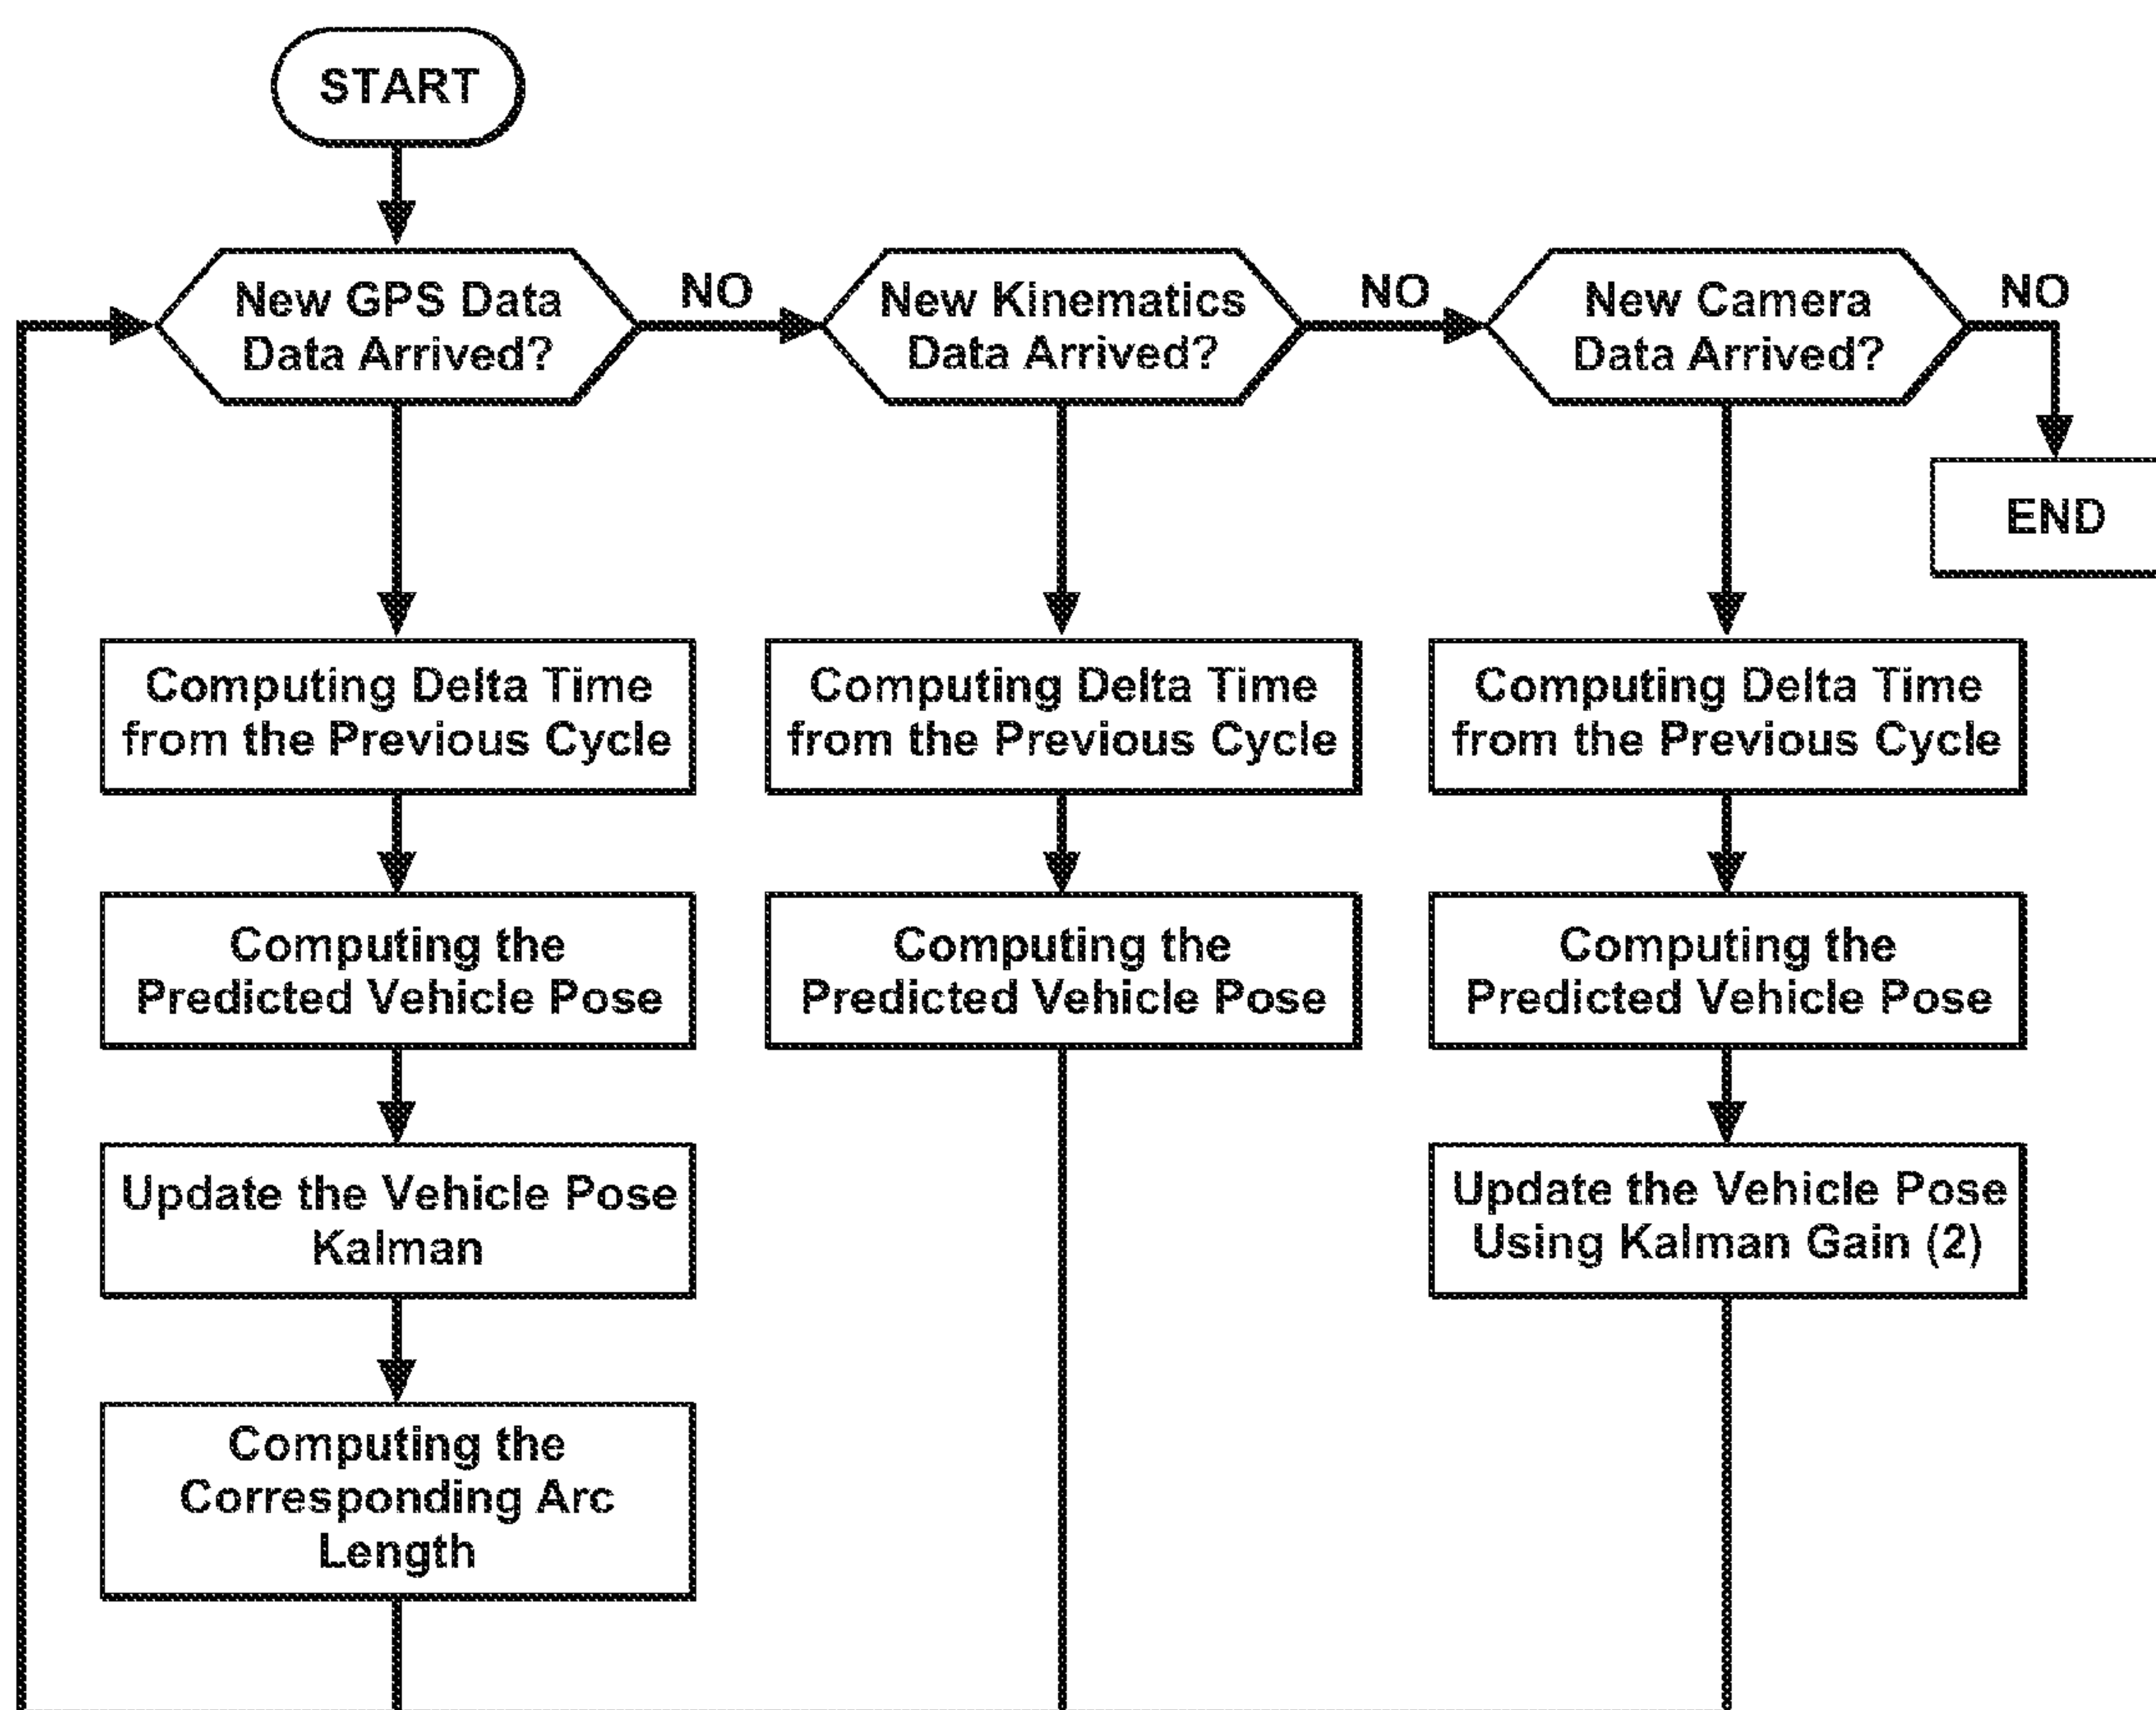 START
New GPS Data
Data Arrived?
NO
New Kinematics
Data Arrived?
NO
New Camera
Data Arrived?
NO
END
Computing Delta Time
from the Previous Cycle
Computing Delta Time
from the Previous Cycle
Computing Delta Time
from the Previous Cycle
Computing the
Predicted Vehicle Pose
Computing the
Predicted Vehicle Pose
Computing the
Predicted Vehicle Pose
Update the Vehicle Pose
Kalman
Update the Vehicle Pose
Using Kalman Gain (2)
Computing the
Corresponding Arc
Length